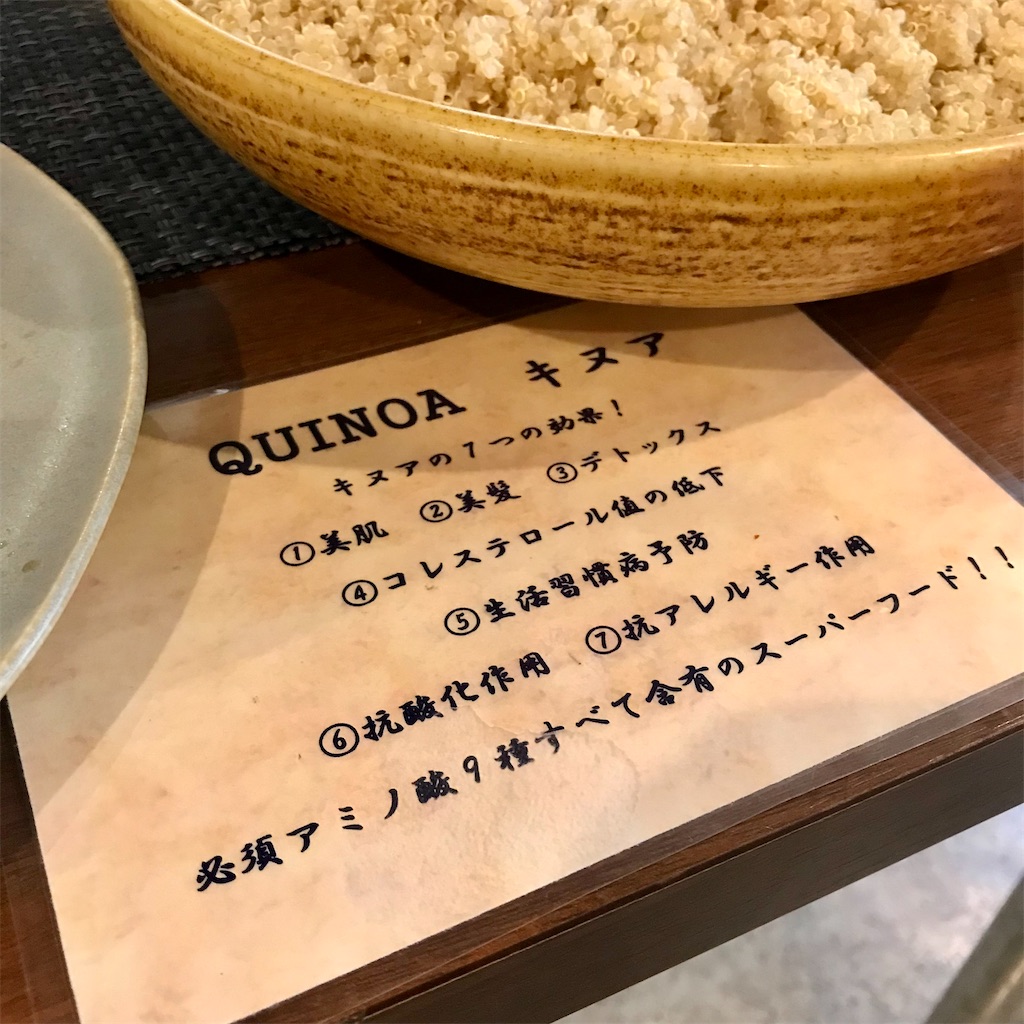 QUINOA キヌア
キヌアの7つの効果!
①美肌 ②美髪 ③デトックス
④コレステロール値の低下
⑤生活習慣病予防
⑥抗酸化作用 ⑦抗アレルギー作用
必須アミノ酸9種すべて含有のスーパーフード!!